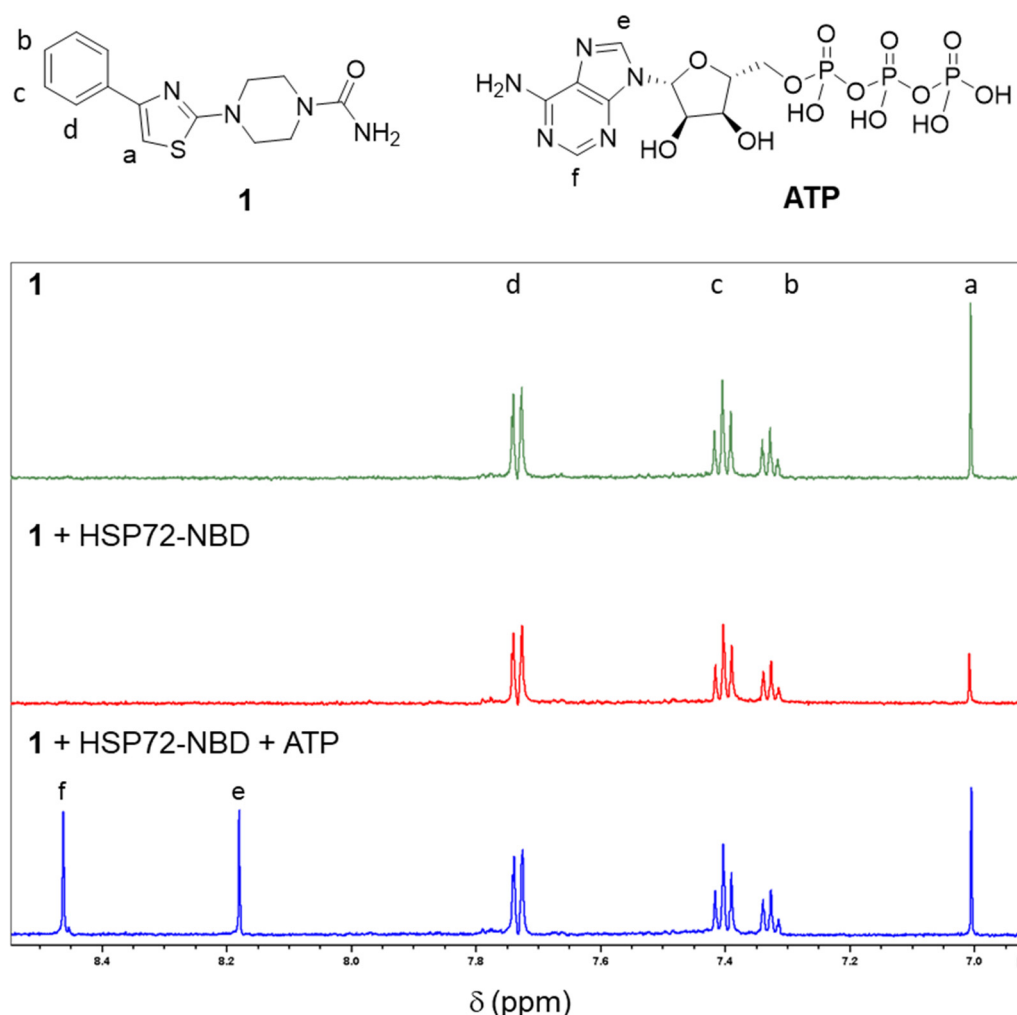 b
c
d
a
N
S
N
N
O
NH2
1
e
N
N
H2N
N
N
f
O
HO
OH
O
P
O
HO
O
P
O
HO
O
P
O
HO
OH
ATP
1
d
c
b
a
1 + HSP72-NBD
1 + HSP72-NBD + ATP
f
e
8.4 8.2 8.0 7.8 7.6 7.4 7.2 7.0
δ (ppm)